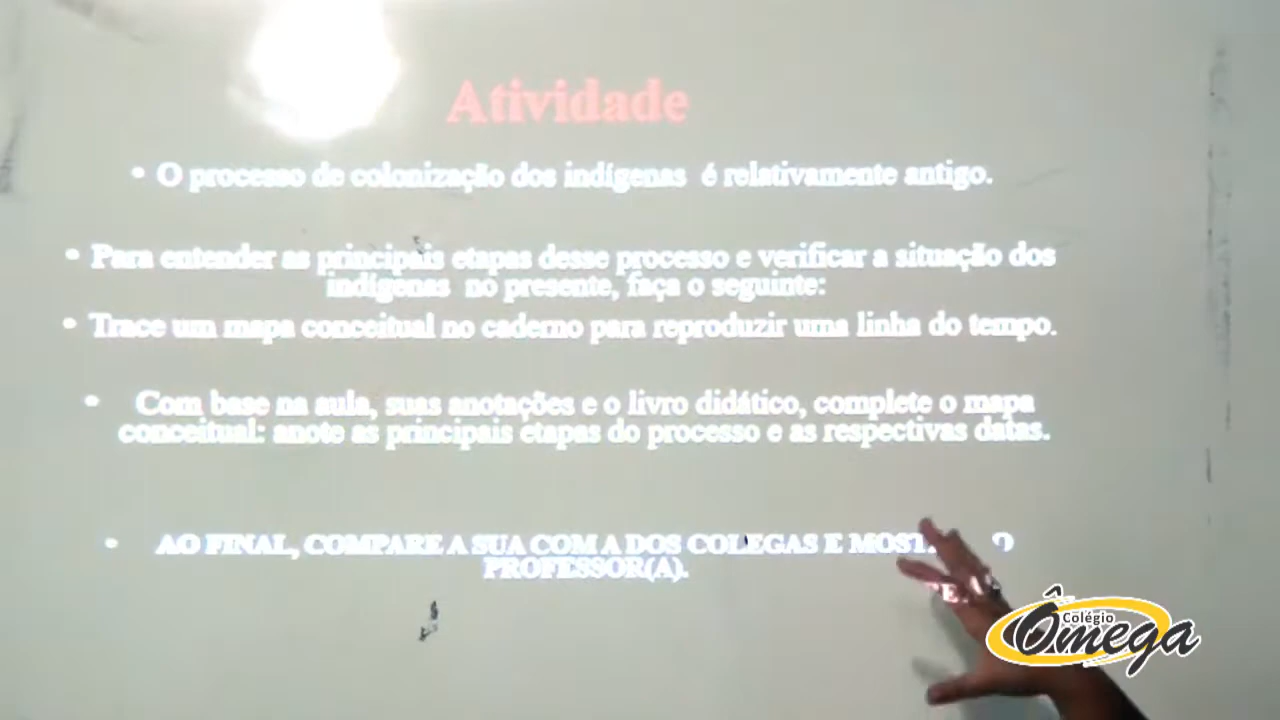 Atividade
• O processo de colonização dos indígenas é relativamente antigo.
• Para entender as principais etapas desse processo e verificar a situação dos
indígenas no presente, faça o seguinte:
• Trace um mapa conceitual no caderno para reproduzir uma linha do tempo.
• Com base na aula, suas anotações e o livro didático, complete o mapa
conceitual: anote as principais etapas do processo e as respectivas datas.
• AO FINAL, COMPARE A SUA COM A DOS COLEGAS E
PROFESSOR(A).
Colégio
Ômega